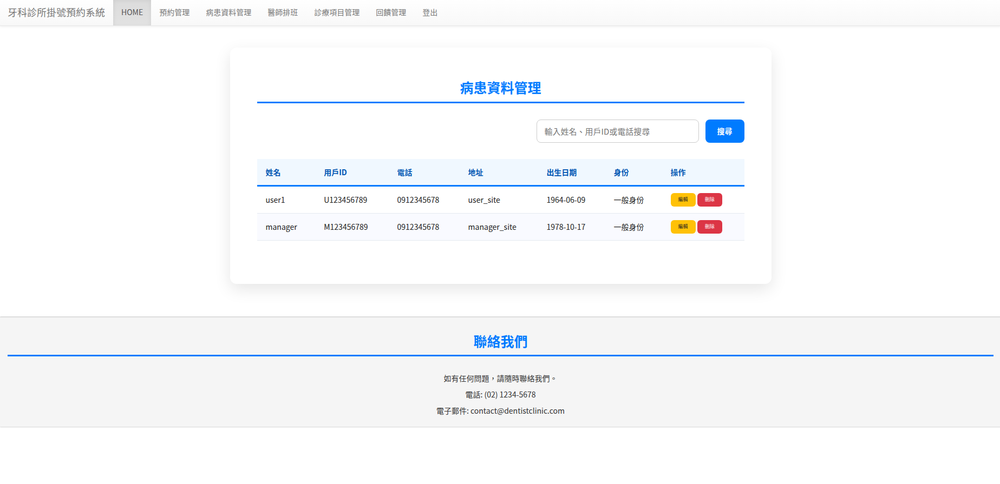 牙科診所掛號預約系統 HOME 預約管理 病患資料管理 醫師排班 診療項目管理 回饋管理 登出
病患資料管理
輸入姓名、用戶ID或電話搜尋 搜尋
姓名 用戶ID 電話 地址 出生日期 身份 操作
user1 U123456789 0912345678 user_site 1964-06-09 一般身份 編輯 刪除
manager M123456789 0912345678 manager_site 1978-10-17 一般身份 編輯 刪除
聯絡我們
如有任何問題，請隨時聯絡我們。
電話: (02) 1234-5678
電子郵件: contact@dentistclinic.com